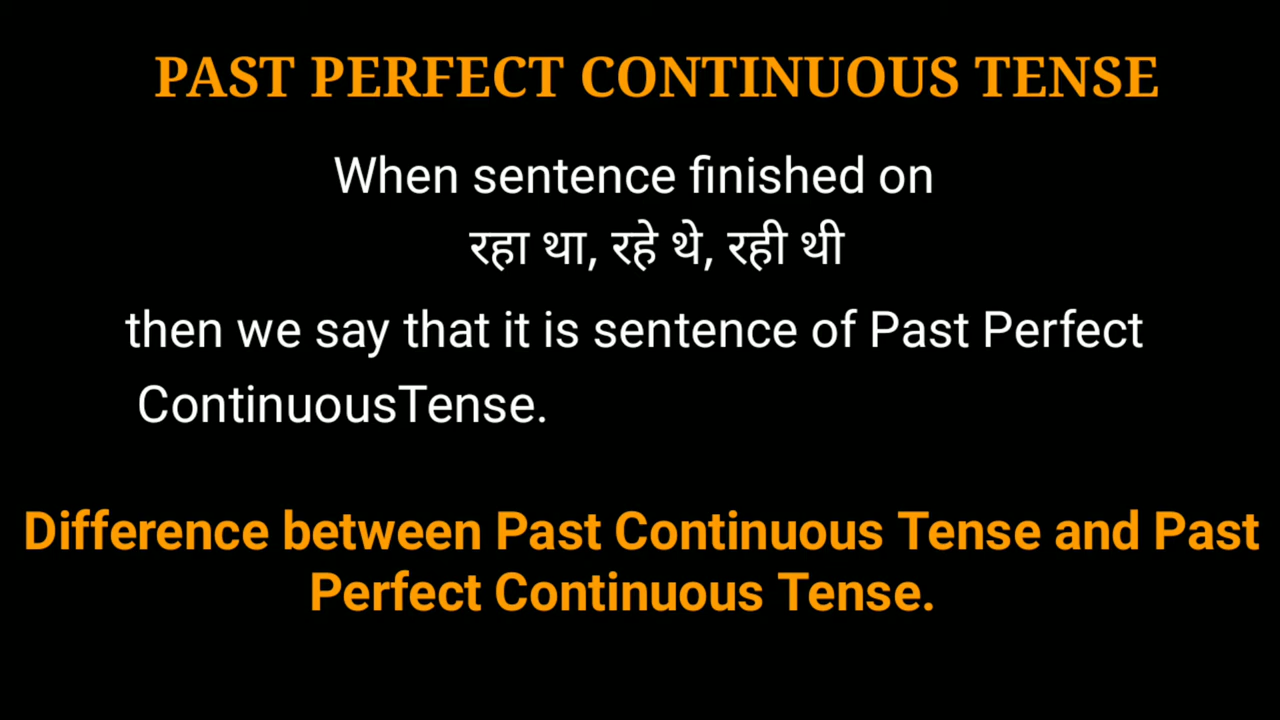 PAST PERFECT CONTINUOUS TENSE
When sentence finished on
रहा था, रहे थे, रही थी
then we say that it is sentence of Past Perfect
ContinuousTense.
Difference between Past Continuous Tense and Past
Perfect Continuous Tense.